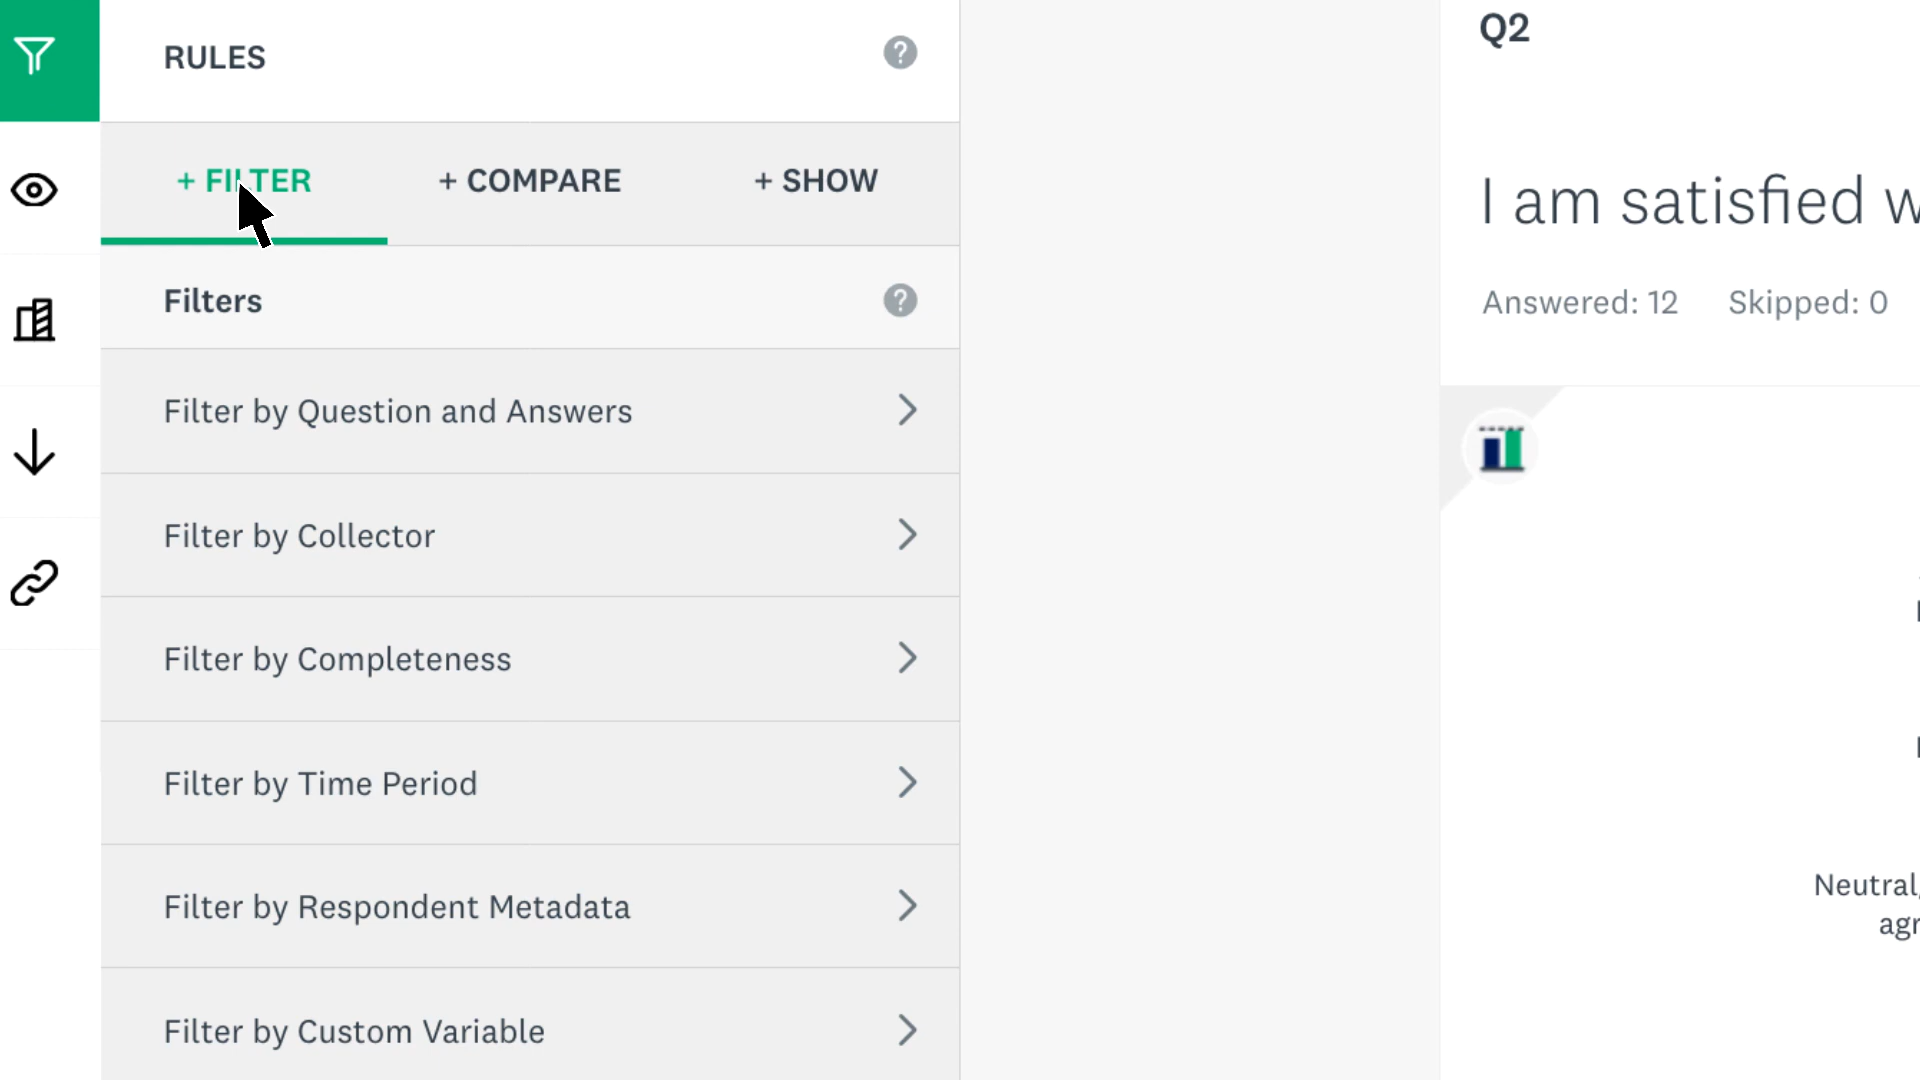 RULES
?
+ FILTER
+ COMPARE
+ SHOW
Filters
?
Filter by Question and Answers
Filter by Collector
Filter by Completeness
Filter by Time Period
Filter by Respondent Metadata
Filter by Custom Variable
Q2
I am satisfied
Answered: 12
Skipped: 0
Neutral,